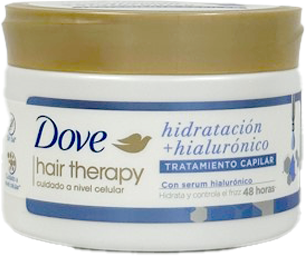 Dove
hair therapy
cuidado a nivel celular
hidratación
+hialurónico
TRATAMIENTO CAPILAR
Con serum hialurónico
Hidrata y controla el frizz 48 horas